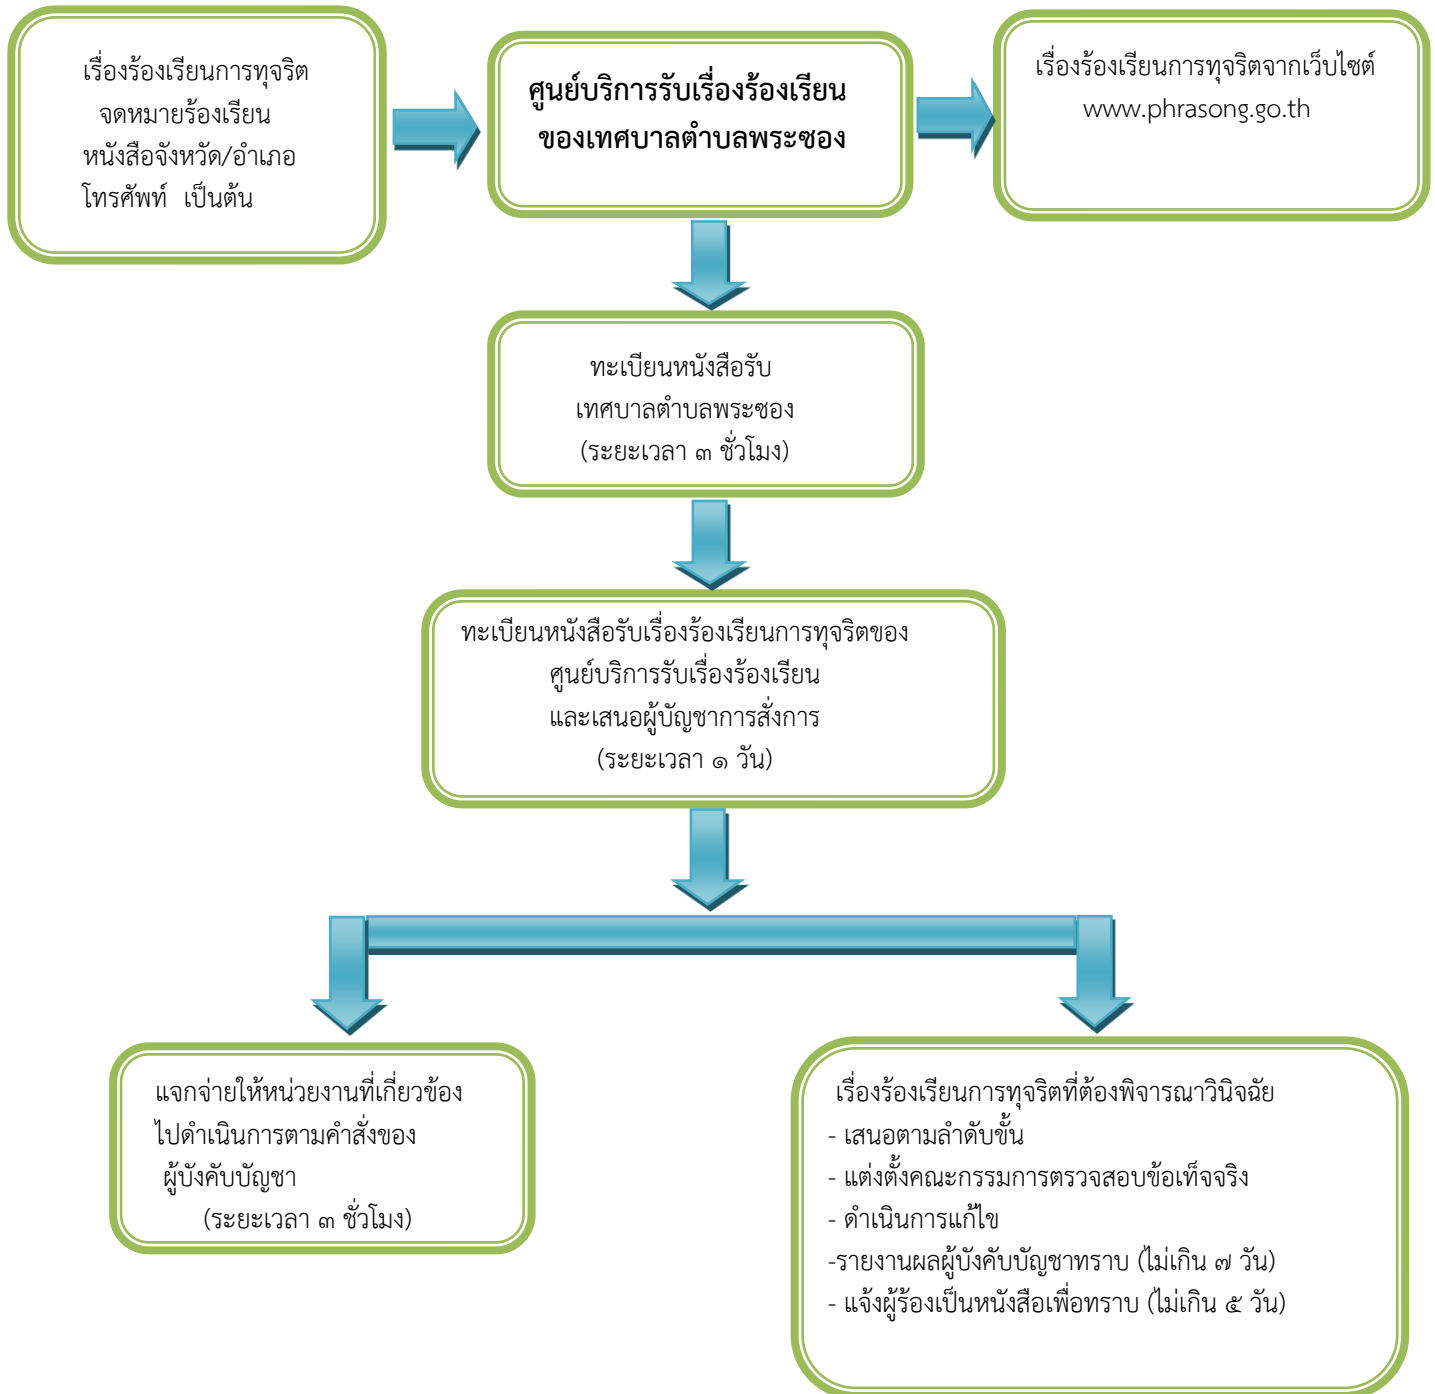 เรื่องร้องเรียนการทุจริต
จดหมายร้องเรียน
หนังสือจังหวัด/อำเภอ
โทรศัพท์ เป็นต้น
ศูนย์บริการรับเรื่องร้องเรียน
ของเทศบาลตำบลพระซอง
เรื่องร้องเรียนการทุจริตจากเว็บไซต์
www.phrasong.go.th
ทะเบียนหนังสือรับ
เทศบาลตำบลพระซอง
(ระยะเวลา ๓ ชั่วโมง)
ทะเบียนหนังสือรับเรื่องร้องเรียนการทุจริตของ
ศูนย์บริการรับเรื่องร้องเรียน
และเสนอผู้บัญชาการสั่งการ
(ระยะเวลา ๑ วัน)
แจกจ่ายให้หน่วยงานที่เกี่ยวข้อง
ไปดำเนินการตามคำสั่งของ
ผู้บังคับบัญชา
(ระยะเวลา ๓ ชั่วโมง)
เรื่องร้องเรียนการทุจริตที่ต้องพิจารณาวินิจฉัย
- เสนอตามลำดับขั้น
- แต่งตั้งคณะกรรมการตรวจสอบข้อเท็จจริง
- ดำเนินการแก้ไข
-รายงานผลผู้บังคับบัญชาทราบ (ไม่เกิน ๗ วัน)
- แจ้งผู้ร้องเป็นหนังสือเพื่อทราบ (ไม่เกิน ๕ วัน)